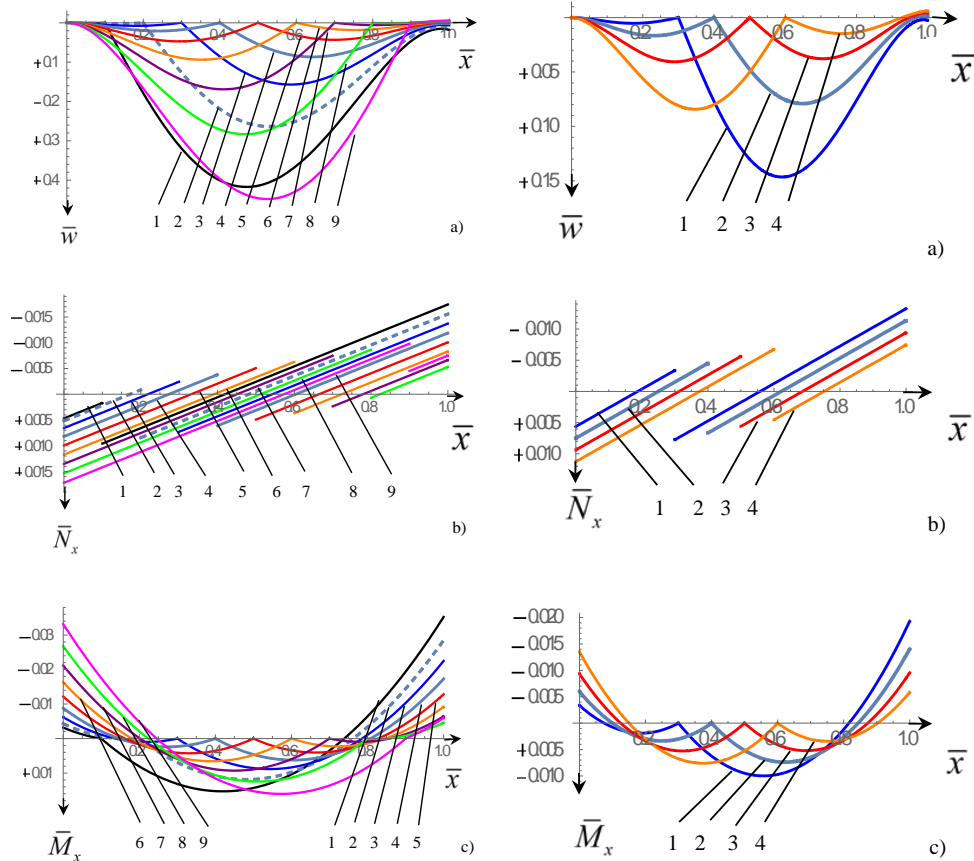 0.2 0.4 0.6 0.8 1.0
x̄
+0.1
-0.2
+0.3
+0.4
1 2 3 4 5 6 7 8 9
w̄
a)
0.2 0.4 0.6 0.8 1.0
x̄
+0.05
+0.10
+0.15
1 2 3 4
w̄
a)
-0.015
-0.010
-0.005
0.2 0.4 0.6 0.8 1.0
x̄
+0.005
+0.010
+0.015
1 2 3 4 5 6 7 8 9
N̄x
b)
-0.010
-0.005
0.2 0.4 0.6 0.8 1.0
x̄
+0.005
+0.010
1 2 3 4
N̄x
b)
-0.03
-0.02
-0.01
0.2 0.4 0.6 0.8 1.0
x̄
+0.01
6 7 8 9 1 2 3 4 5
M̄x
c)
-0.020
-0.015
-0.010
-0.005
0.2 0.4 0.6 0.8 1.0
x̄
+0.005
-0.010
1 2 3 4
M̄x
c)